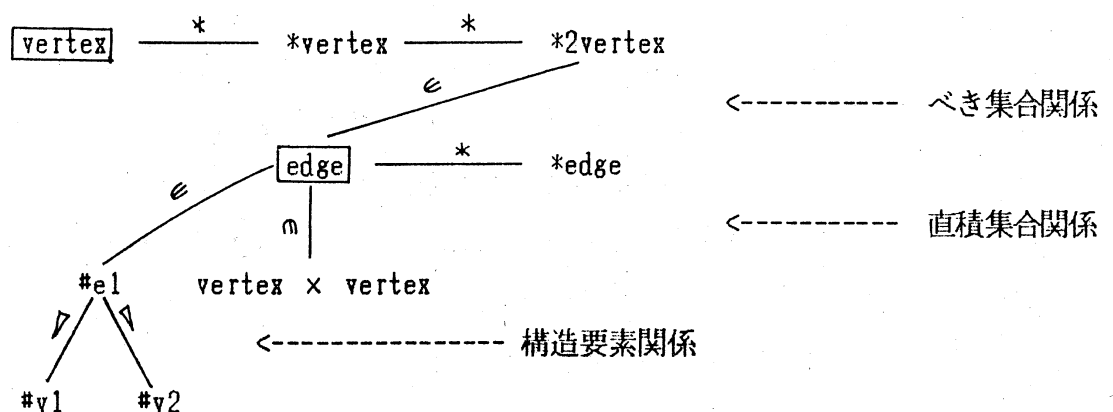 vertex * *vertex * *2vertex
∈
<---------- べき集合関係
edge * *edge
∈
∈
<---------- 直積集合関係
#e1 vertex × vertex
▽ ▽
<-------------- 構造要素関係
#v1 #v2